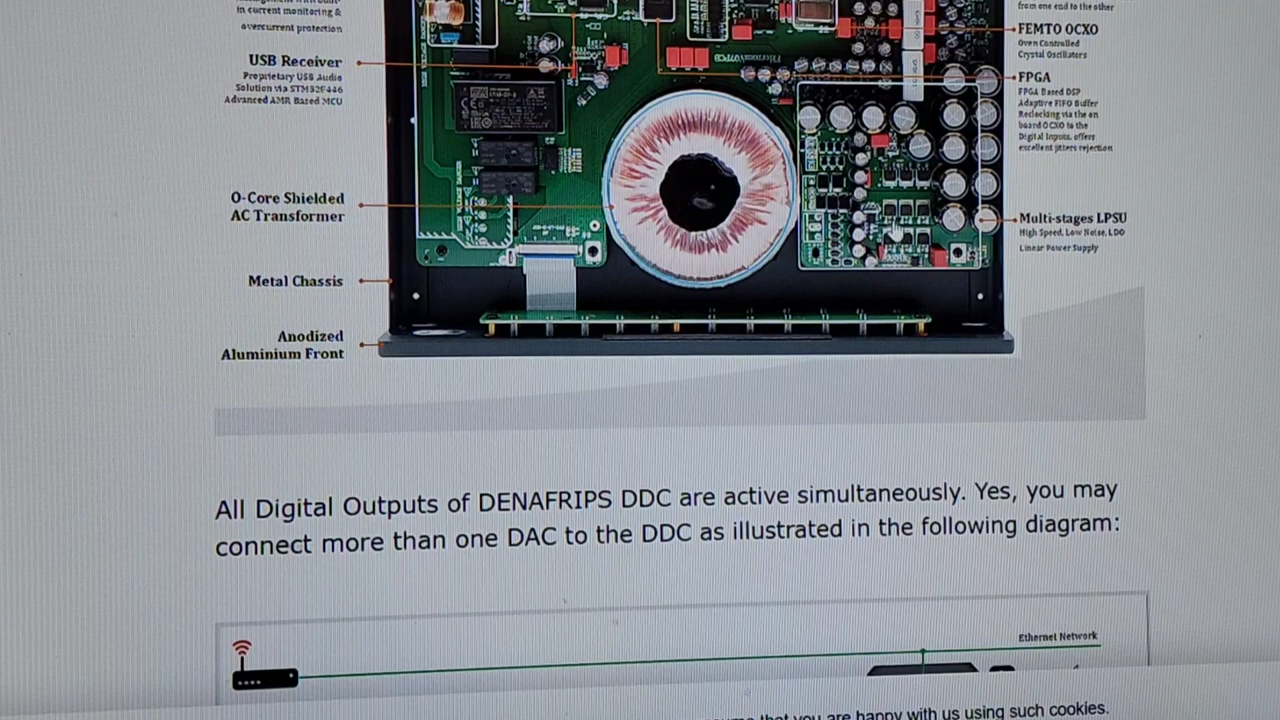 in current monitoring &
overcurrent protection
USB Receiver
Proprietary USB Audio
Solution via STM32F446
Advanced AMR Based MCU
O-Core Shielded
AC Transformer
Metal Chassis
Anodized
Aluminium Front
from one end to the other
FEMTO OCXO
Oven Controlled
Crystal Oscillators
FPGA
FPGA Based DSP
Adaptive FIFO Buffer
Reclocking via the on
board OCXO to the
Digital Inputs, offers
excellent jitters rejection
Multi-stages LPSU
High Speed, Low Noise, LDO
Linear Power Supply
All Digital Outputs of DENAFRIPS DDC are active simultaneously. Yes, you may
connect more than one DAC to the DDC as illustrated in the following diagram:
Ethernet Network
that you are happy with us using such cookies.